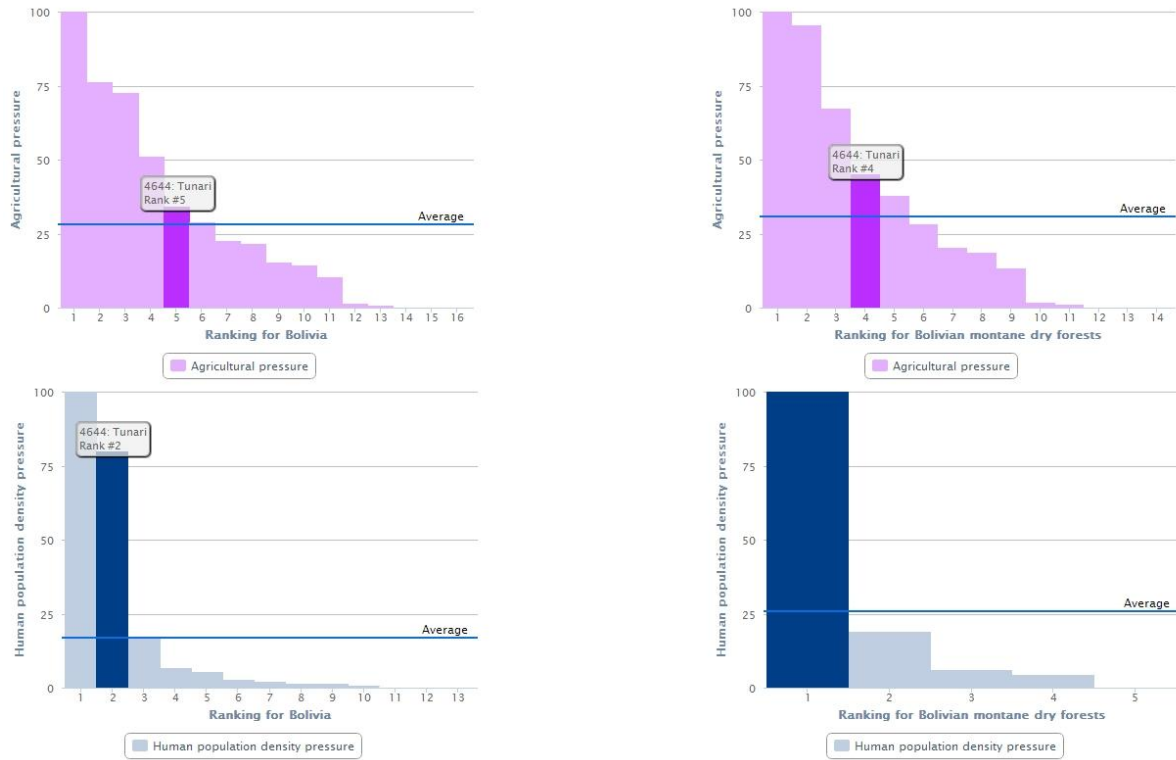 100
75
50
25
0
Agricultural pressure
4644: Tunari
Rank #5
Average
1 2 3 4 5 6 7 8 9 10 11 12 13 14 15 16
Ranking for Bolivia
Agricultural pressure
100
75
50
25
0
Agricultural pressure
4644: Tunari
Rank #4
Average
1 2 3 4 5 6 7 8 9 10 11 12 13 14
Ranking for Bolivian montane dry forests
Agricultural pressure
100
75
50
25
0
Human population density pressure
4644: Tunari
Rank #2
Average
1 2 3 4 5 6 7 8 9 10 11 12 13
Ranking for Bolivia
Human population density pressure
100
75
50
25
0
Human population density pressure
Average
1 2 3 4 5
Ranking for Bolivian montane dry forests
Human population density pressure